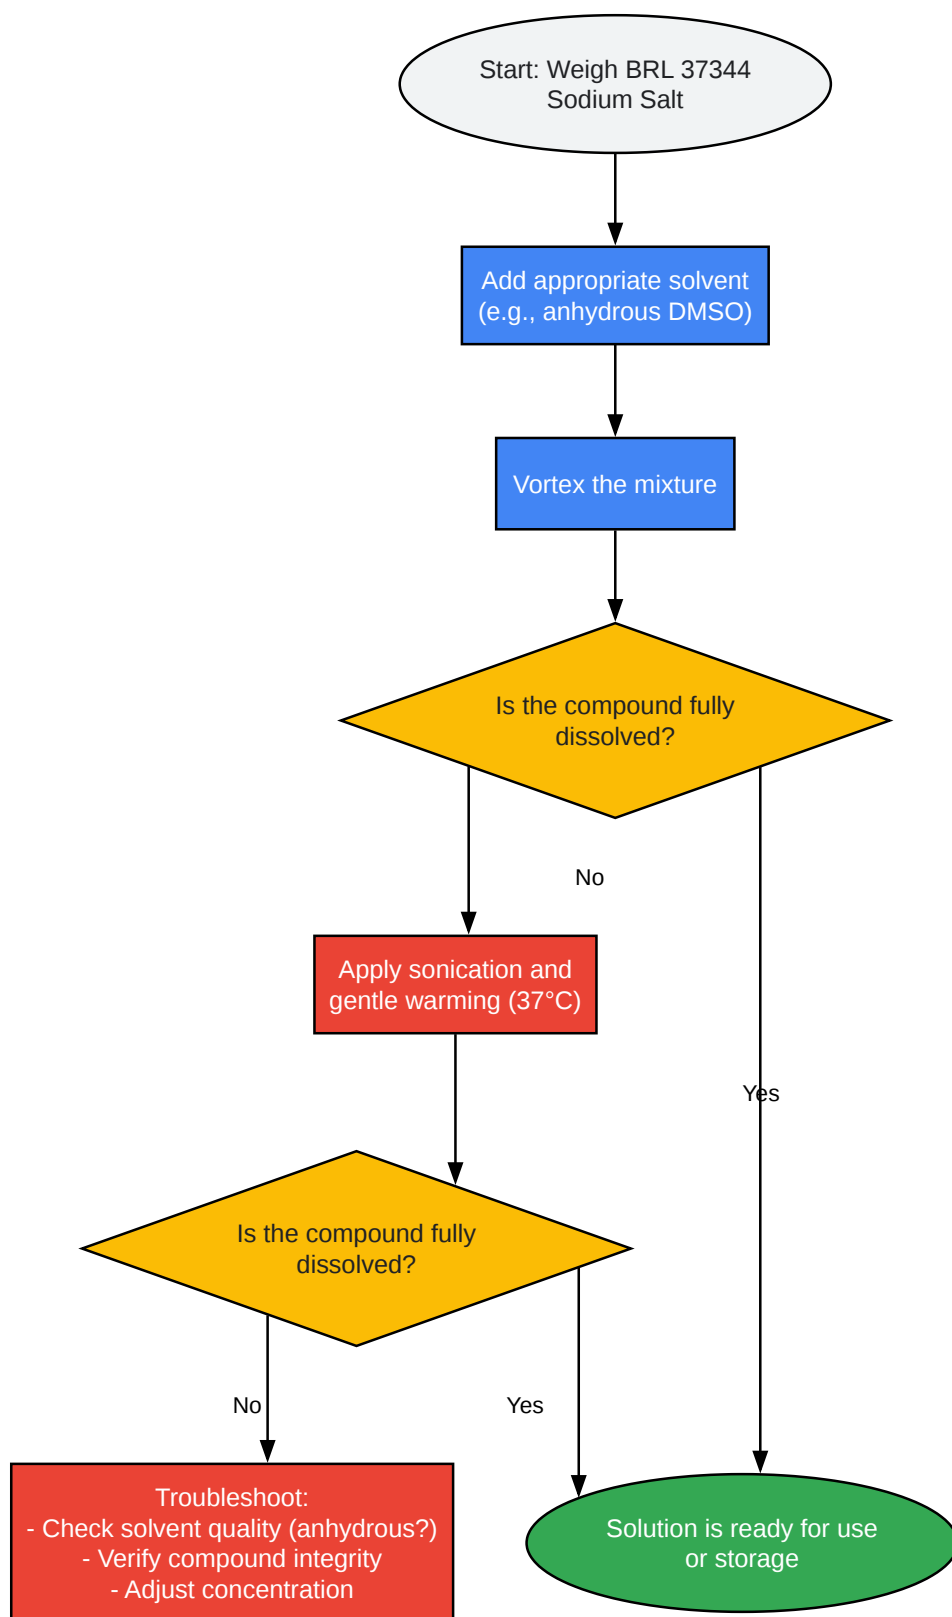 Start: Weigh BRL 37344
Sodium Salt
Add appropriate solvent
(e.g., anhydrous DMSO)
Vortex the mixture
Is the compound fully
dissolved?
No
Apply sonication and
gentle warming (37°C)
Yes
Is the compound fully
dissolved?
No
Yes
Troubleshoot:
- Check solvent quality (anhydrous?)
- Verify compound integrity
- Adjust concentration
Solution is ready for use
or storage